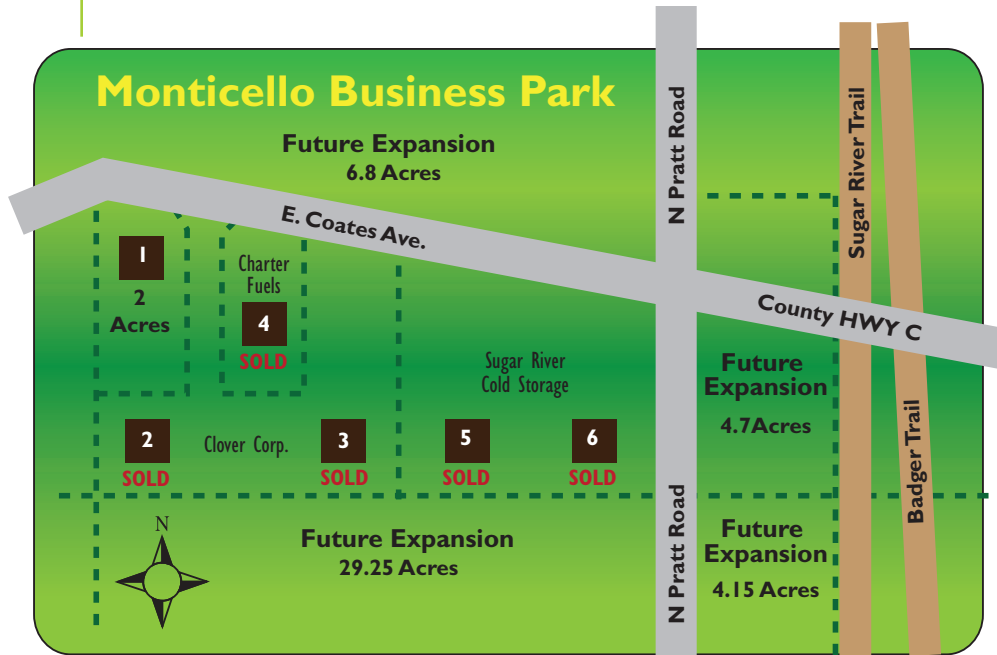 Monticello Business Park
Future Expansion
6.8 Acres
N Pratt Road
Sugar River Trail
E. Coates Ave.
County HWY C
1
2
Acres
Charter
Fuels
4
SOLD
Sugar River
Cold Storage
Future
Expansion
4.7Acres
2
SOLD
Clover Corp.
3
SOLD
5
SOLD
6
SOLD
Badger Trail
N
Future Expansion
29.25 Acres
N Pratt Road
Future
Expansion
4.15 Acres